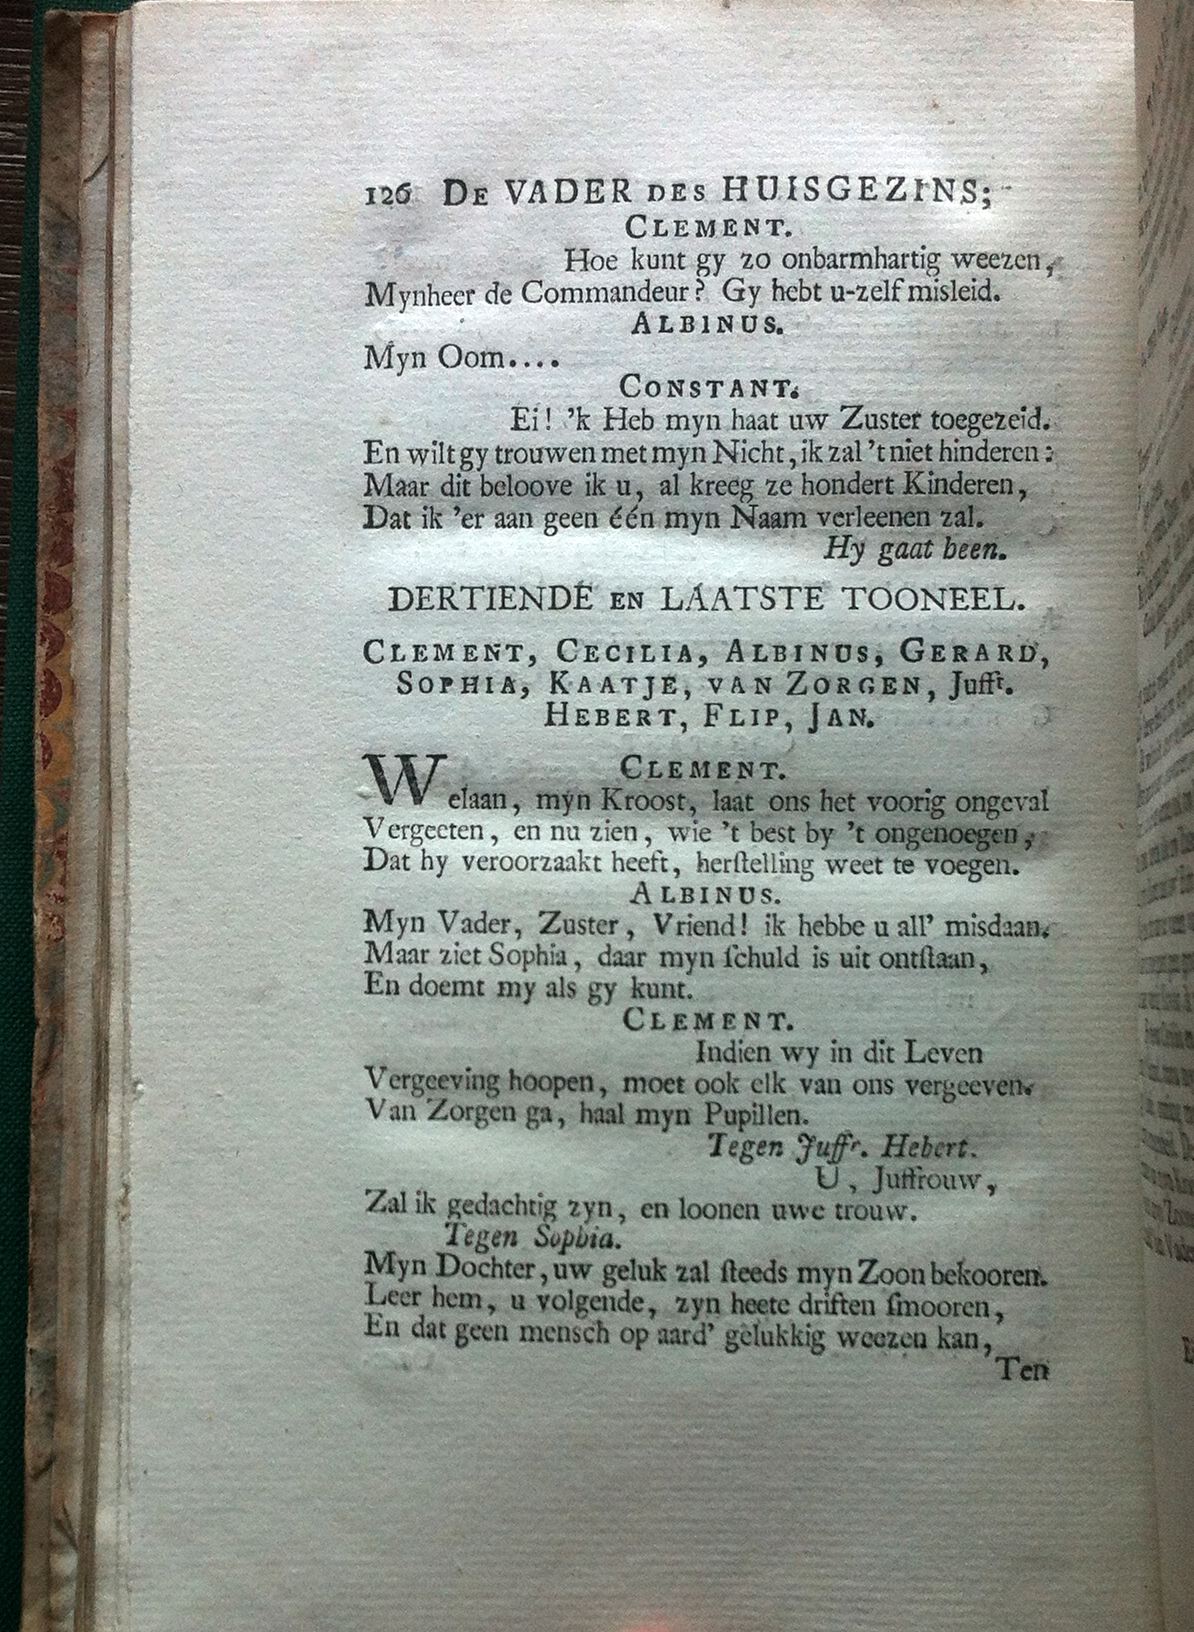 126 DE VADER DES HUISGEZINS;
CLEMENT.
Hoe kunt gy zo onbarmhartig weezen,
Mynheer de Commandeur? Gy hebt u-zelf misleid.
ALBINUS.
Myn Oom....
CONSTANT.
Ei! 'k Heb myn haat uw Zuster toegezeid.
En wilt gy trouwen met myn Nicht, ik zal 't niet hinderen:
Maar dit beloove ik u, al kreeg ze hondert Kinderen,
Dat ik 'er aan geen één myn Naam verleenen zal.
Hy gaat heen.
DERTIENDE EN LAATSTE TOONEEL.
CLEMENT, CECILIA, ALBINUS, GERARD,
SOPHIA, KAATJE, VAN ZORGEN, Juffr.
HEBERT, FLIP, JAN.
CLEMENT.
Welaan, myn Kroost, laat ons het voorig ongeval
Vergeeten, en nu zien, wie 't best by 't ongenoegen,
Dat hy veroorzaakt heeft, herſtelling weet te voegen.
ALBINUS.
Myn Vader, Zuster, Vriend! ik hebbe u all' misdaan.
Maar ziet Sophia, daar myn ſchuld is uit ontſtaan,
En doemt my als gy kunt.
CLEMENT.
Indien wy in dit Leven
Vergeeving hoopen, moet ook elk van ons vergeeven.
Van Zorgen ga, haal myn Pupillen.
Tegen Juffr. Hebert.
U, Juffrouw,
Zal ik gedachtig zyn, en loonen uwe trouw.
Tegen Sophia.
Myn Dochter, uw geluk zal ſteeds myn Zoon bekooren.
Leer hem, u volgende, zyn heete driften ſmooren,
En dat geen mensch op aard' gelukkig weezen kan,
Ten